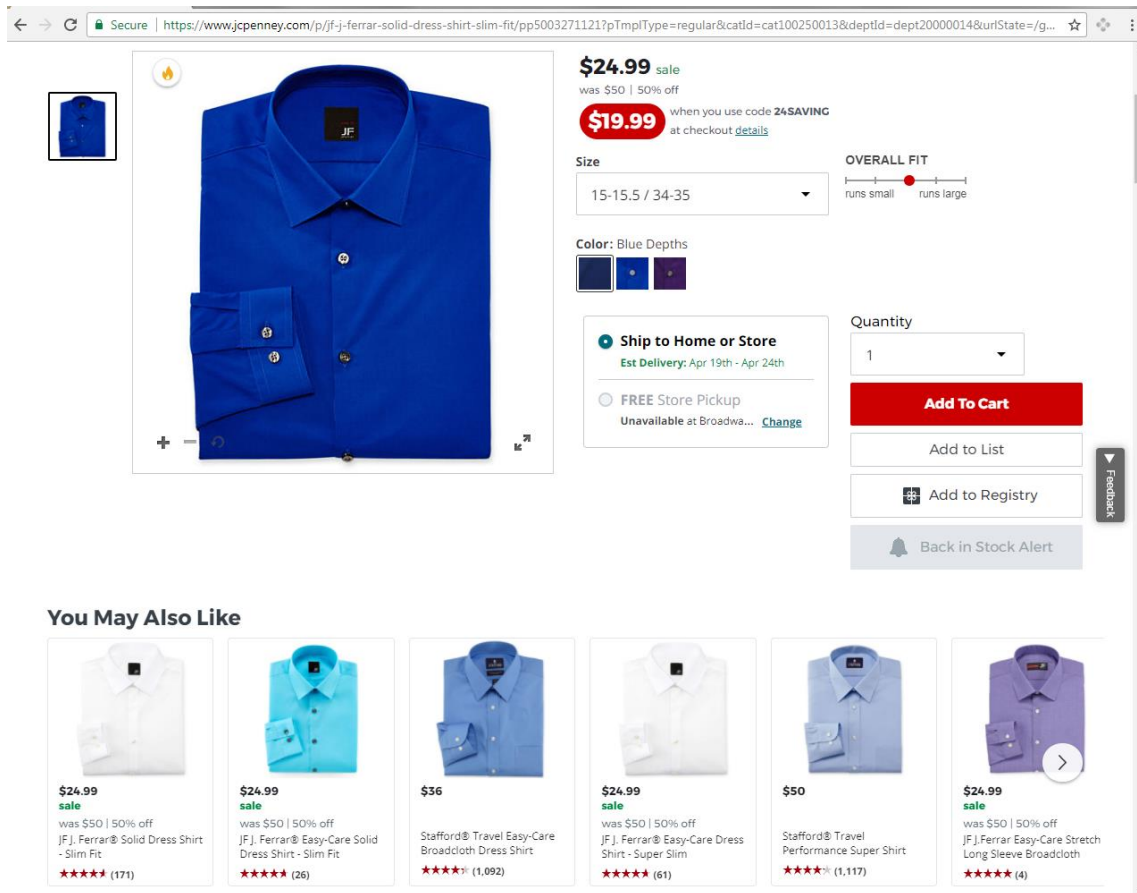 Secure | https://www.jcpenney.com/p/jf-j-ferrar-solid-dress-shirt-slim-fit/pp5003271121?pTmplType=regular&catId=cat100250013&deptId=dept20000014&urlState=/g...
JF
$24.99 sale
was $50 | 50% off
$19.99 when you use code 24SAVING
at checkout details
Size
15-15.5 / 34-35
OVERALL FIT
runs small runs large
Color: Blue Depths
Ship to Home or Store
Est Delivery: Apr 19th - Apr 24th
FREE Store Pickup
Unavailable at Broadwa... Change
Quantity
1
Add To Cart
Add to List
Add to Registry
Back in Stock Alert
Feedback
You May Also Like
$24.99
sale
was $50 | 50% off
JF J. Ferrar® Solid Dress Shirt
- Slim Fit
(171)
$24.99
sale
was $50 | 50% off
JF J. Ferrar® Easy-Care Solid
Dress Shirt - Slim Fit
(26)
$36
Stafford® Travel Easy-Care
Broadcloth Dress Shirt
(1,092)
$24.99
sale
was $50 | 50% off
JF J. Ferrar® Easy-Care Dress
Shirt - Super Slim
(61)
$50
Stafford® Travel
Performance Super Shirt
(1,117)
$24.99
sale
was $50 | 50% off
JF J.Ferrar Easy-Care Stretch
Long Sleeve Broadcloth
(4)